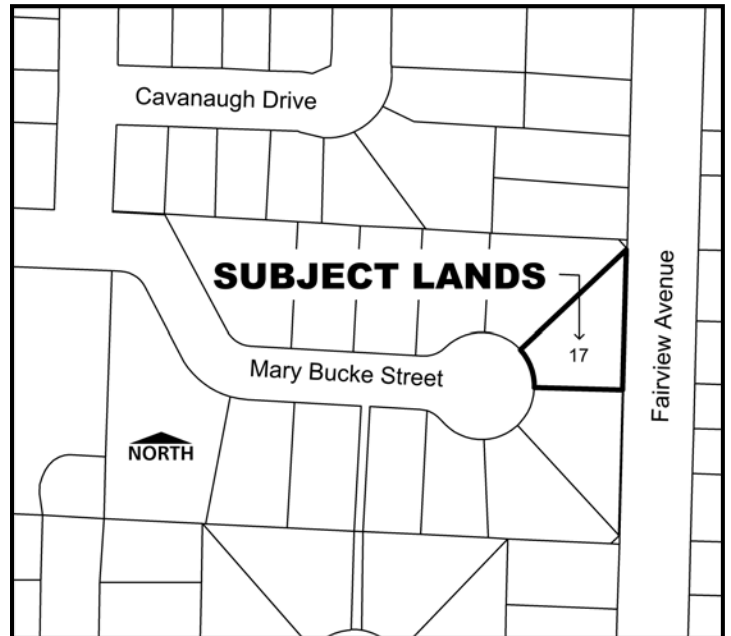 Cavanaugh Drive
SUBJECT LANDS
17
Fairview Avenue
Mary Bucke Street
NORTH